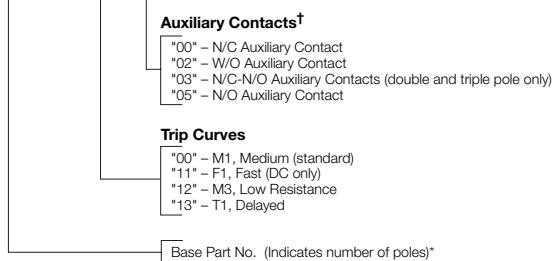 Auxiliary Contacts†
"00" – N/C Auxiliary Contact
"02" – W/O Auxiliary Contact
"03" – N/C-N/O Auxiliary Contacts (double and triple pole only)
"05" – N/O Auxiliary Contact
Trip Curves
"00" – M1, Medium (standard)
"11" – F1, Fast (DC only)
"12" – M3, Low Resistance
"13" – T1, Delayed
Base Part No. (Indicates number of poles)*